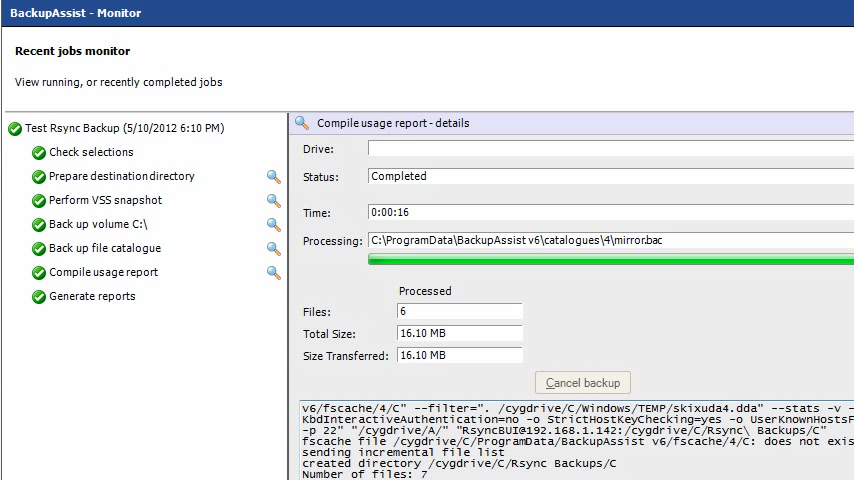 BackupAssist - Monitor
Recent jobs monitor
View running, or recently completed jobs
Test Rsync Backup (5/10/2012 6:10 PM)
Check selections
Prepare destination directory
Perform VSS snapshot
Back up volume C:\
Back up file catalogue
Compile usage report
Generate reports
Compile usage report - details
Drive:
Status: Completed
Time: 0:00:16
Processing: C:\ProgramData\BackupAssist v6\catalogues\4\mirror.bac
Processed
Files: 6
Total Size: 16.10 MB
Size Transferred: 16.10 MB
Cancel backup
v6/fscache/4/C" --filter=". /cygdrive/C/Windows/TEMP/skixuda4.dda" --stats -v -
KbdInteractiveAuthentication=no -o StrictHostKeyChecking=yes -o UserKnownHostsF
-p 22" "/Cygdrive/A/" "RsyncBUI@192.168.1.142:/cygdrive/C/Rsync\ Backups/C"
fscache file /cygdrive/C/ProgramData/BackupAssist v6/fscache/4/C: does not exis
sending incremental file list
created directory /cygdrive/C/Rsync Backups/C
Number of files: 7